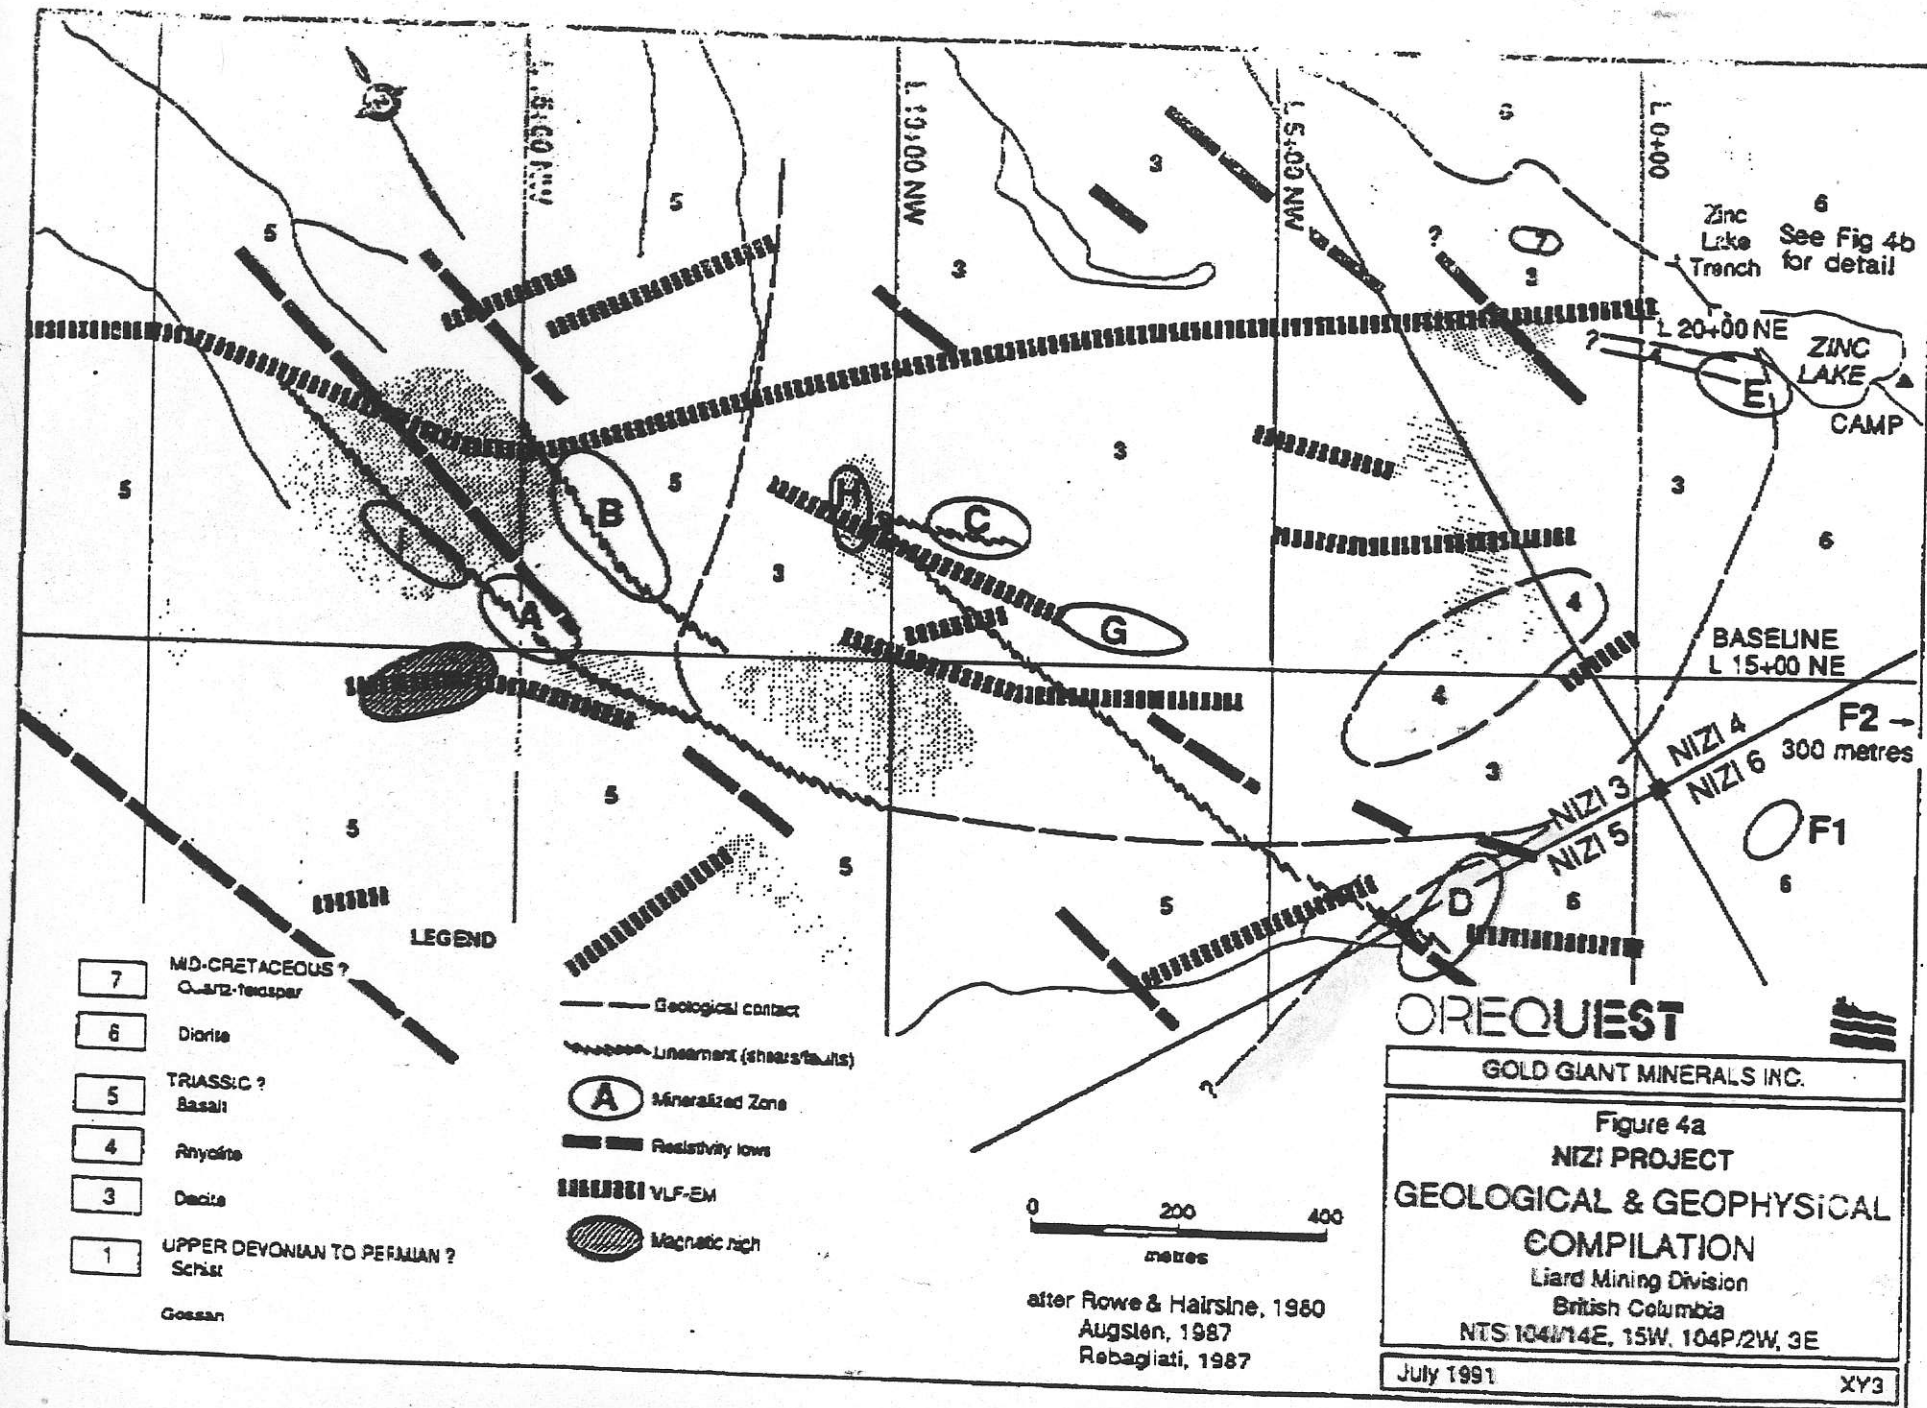 L 10+00 NW
L 5+00 NW
L 0+00
6
3
5
5
6
Zinc
Lake
Trench
See Fig 4b
for detail
?
7
3
3
L 20+00 NE
?
4
ZINC
LAKE
E
CAMP
3
5
5
B
H
C
3
I
A
3
6
4
G
BASELINE
L 15+00 NE
4
F2 →
300 metres
NIZI 4
NIZI 6
NIZI 3
NIZI 5
3
F1
5
5
5
5
D
6
6
LEGEND
7
MID-CRETACEOUS ?
Quartz-feldspar
6
Diorite
5
TRIASSIC ?
Basalt
4
Rhyolite
3
Dacite
1
UPPER DEVONIAN TO PERMIAN ?
Schist
Gossan
Geological contact
Lineament (shears/faults)
A
Mineralized Zone
Resistivity lows
VLF-EM
Magnetic high
?
0 200 400
metres
after Rowe & Hairsine, 1980
Augsten, 1987
Rebagliati, 1987
OREQUEST
GOLD GIANT MINERALS INC.
Figure 4a
NIZI PROJECT
GEOLOGICAL & GEOPHYSICAL
COMPILATION
Liard Mining Division
British Columbia
NTS 104I/14E, 15W, 104P/2W, 3E
July 1991
XY3